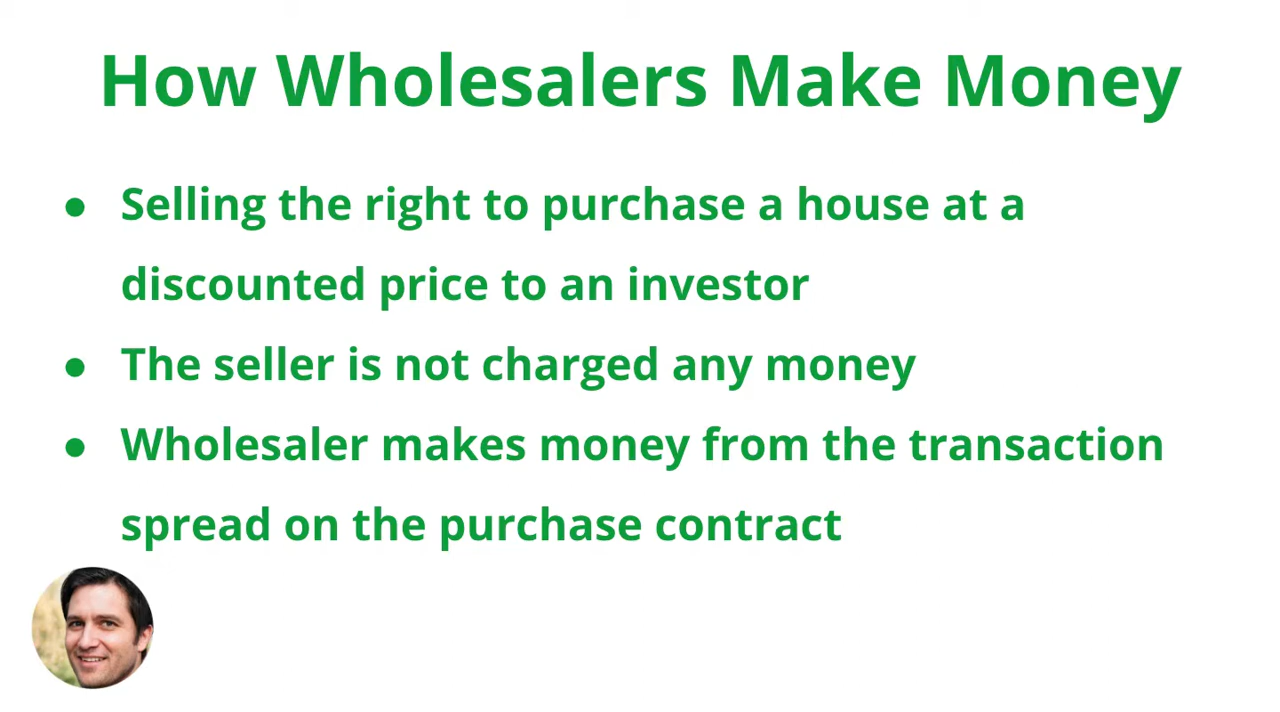 How Wholesalers Make Money
● Selling the right to purchase a house at a
discounted price to an investor
● The seller is not charged any money
● Wholesaler makes money from the transaction
spread on the purchase contract